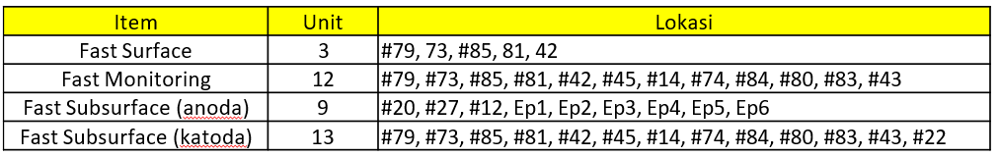 Item Unit Lokasi
Fast Surface 3 #79, 73, #85, 81, 42
Fast Monitoring 12 #79, #73, #85, #81, #42, #45, #14, #74, #84, #80, #83, #43
Fast Subsurface (anoda) 9 #20, #27, #12, Ep1, Ep2, Ep3, Ep4, Ep5, Ep6
Fast Subsurface (katoda) 13 #79, #73, #85, #81, #42, #45, #14, #74, #84, #80, #83, #43, #22